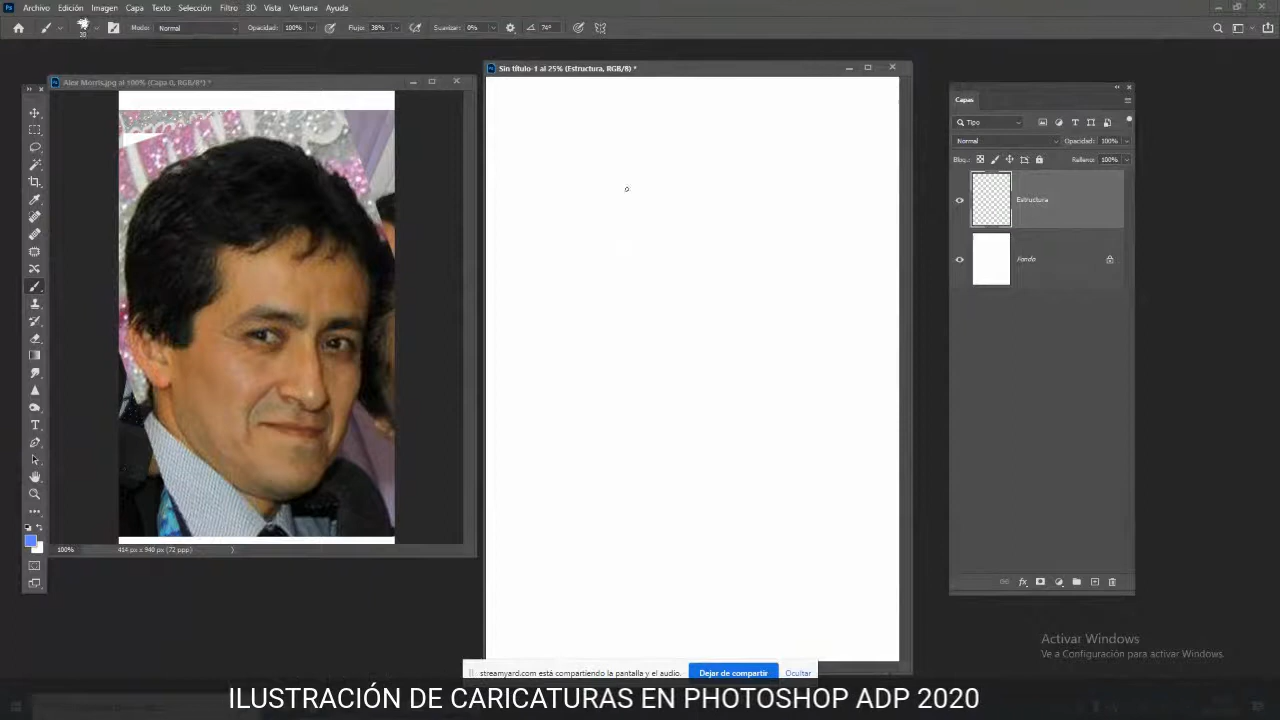 Archivo Edición Imagen Capa Texto Selección Filtro 3D Vista Ventana Ayuda
Modo: Normal Opacidad: 100% Flujo: 38% Suavizar: 0% 74°
Alex Morris.jpg al 100% (Capa 0, RGB/8*) *
Sin título-1 al 25% (Estructura, RGB/8) *
Capas
Tipo
Normal Opacidad: 100%
Bloq.: Relleno: 100%
Estructura
Fondo
100% 414 px x 940 px (72 ppp)
Activar Windows
Ve a Configuración para activar Windows.
streamyard.com está compartiendo la pantalla y el audio. Dejar de compartir Ocultar
ILUSTRACIÓN DE CARICATURAS EN PHOTOSHOP ADP 2020